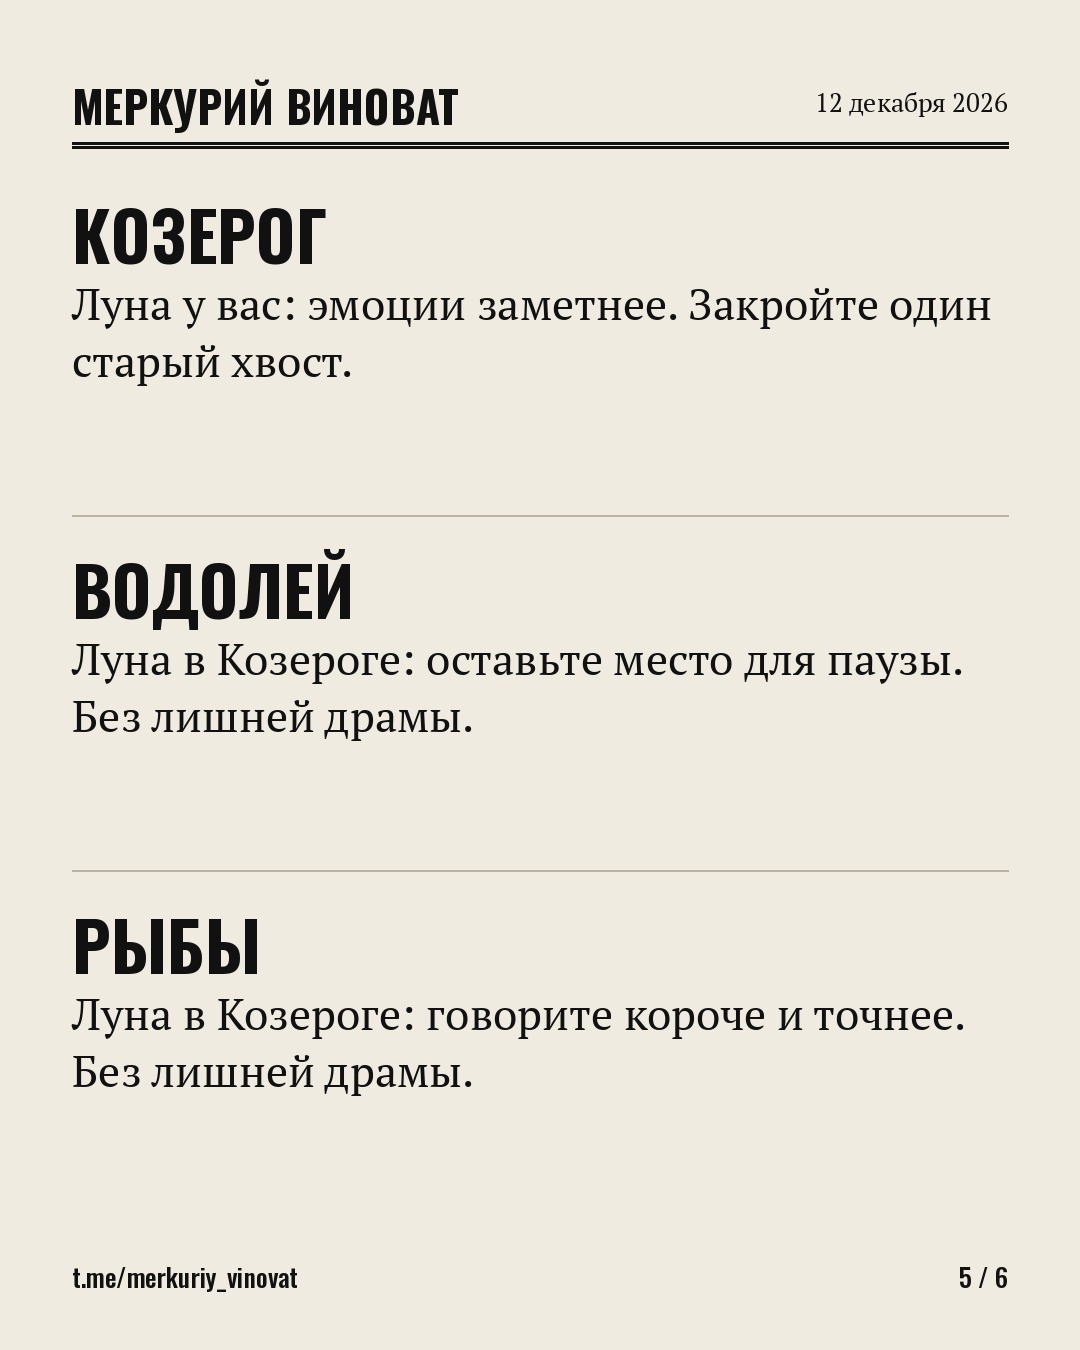 МЕРКУРИЙ ВИНОВАТ
12 декабря 2026
КОЗЕРОГ
Луна у вас: эмоции заметнее. Закройте один
старый хвост.
ВОДОЛЕЙ
Луна в Козероге: оставьте место для паузы.
Без лишней драмы.
РЫБЫ
Луна в Козероге: говорите короче и точнее.
Без лишней драмы.
t.me/merkuriy_vinovat
5 / 6